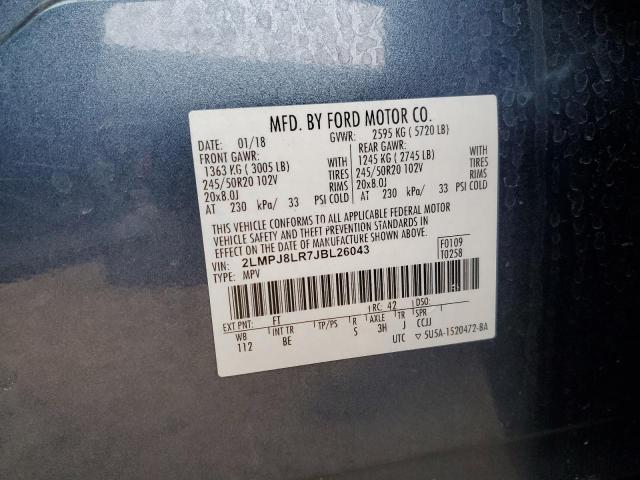 MFD. BY FORD MOTOR CO.
DATE: 01/18 GVWR: 2595 KG ( 5720 LB)
FRONT GAWR: REAR GAWR:
1363 KG ( 3005 LB) WITH 1245 KG ( 2745 LB) WITH
245/50R20 102V TIRES 245/50R20 102V TIRES
20x8.0J RIMS 20x8.0J RIMS
AT 230 kPa/ 33 PSI COLD AT 230 kPa/ 33 PSI COLD
THIS VEHICLE CONFORMS TO ALL APPLICABLE FEDERAL MOTOR
VEHICLE SAFETY AND THEFT PREVENTION STANDARDS IN
EFFECT ON THE DATE OF MANUFACTURE SHOWN ABOVE.
VIN: 2LMPJ8LR7JBL26043 F0109
TYPE: MPV T0258
EXT PNT: FT RC: 42 DSO:
WB INT TR TP/PS R AXLE TR SPR
112 BE S 3H J CCJJ
UTC ▽ 5U5A-1520472-BA